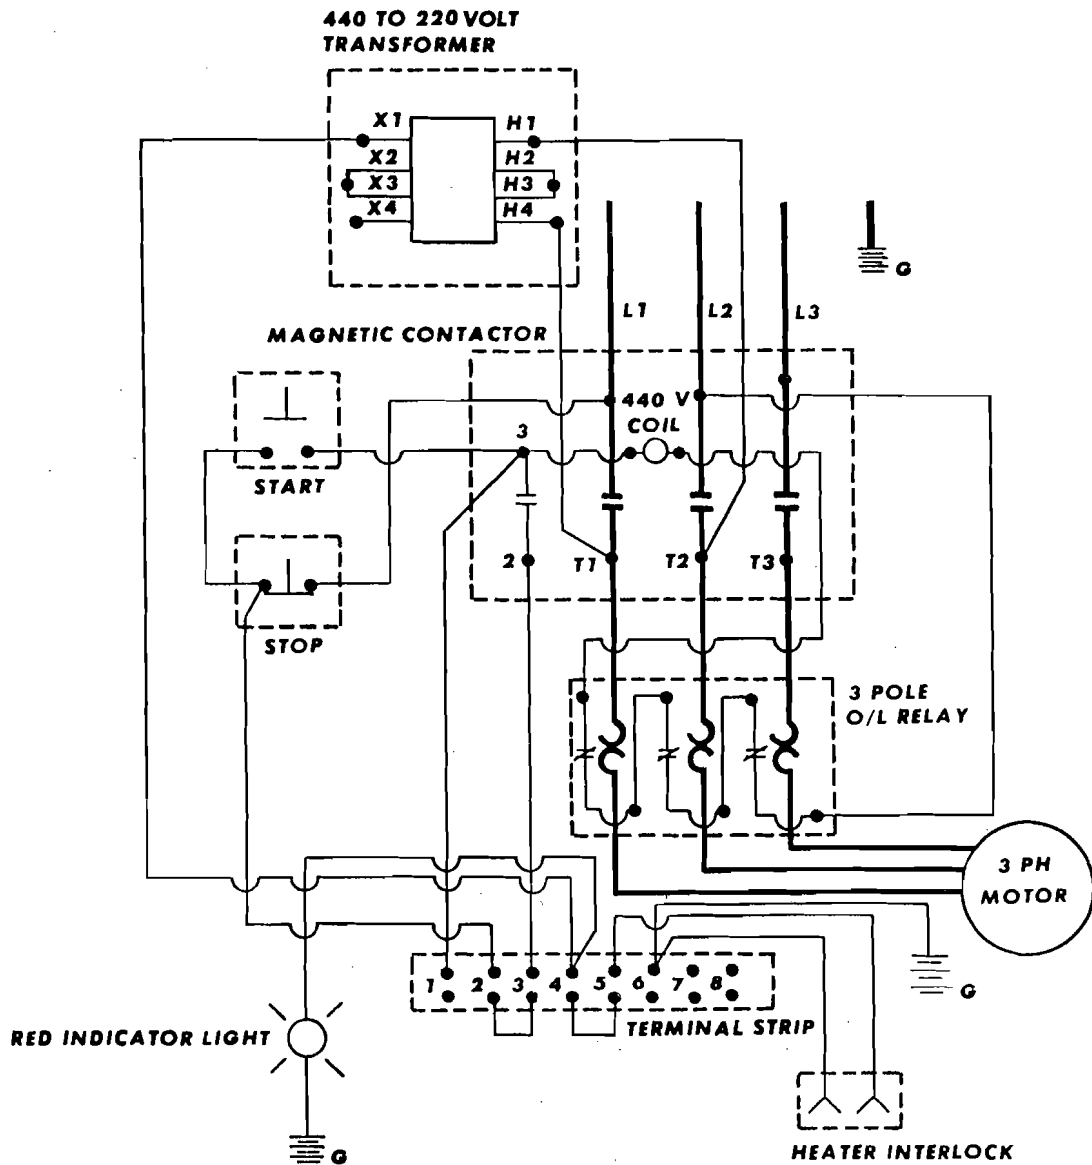 440 TO 220 VOLT
TRANSFORMER
X1 H1
X2 H2
X3 H3
X4 H4
G
L1 L2 L3
MAGNETIC CONTACTOR
440 V
COIL
3
START
2 T1 T2 T3
STOP
3 POLE
O/L RELAY
3 PH
MOTOR
1 2 3 4 5 6 7 8
G
TERMINAL STRIP
RED INDICATOR LIGHT
G
HEATER INTERLOCK